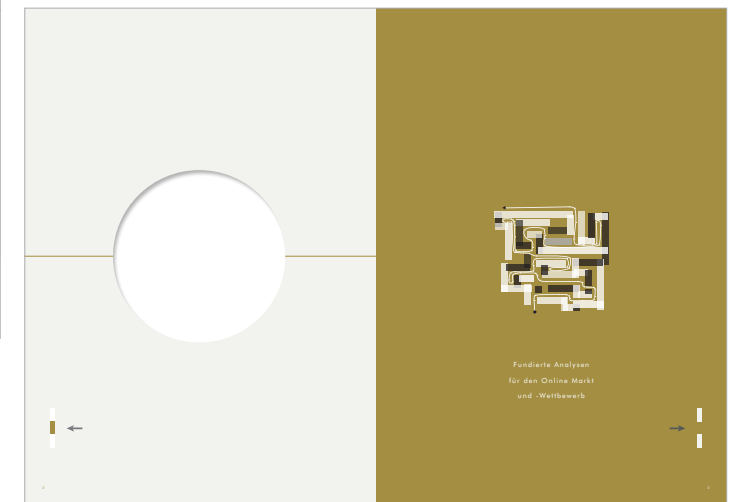 Fundierte Analysen
für den Online Markt
und -Wettbewerb